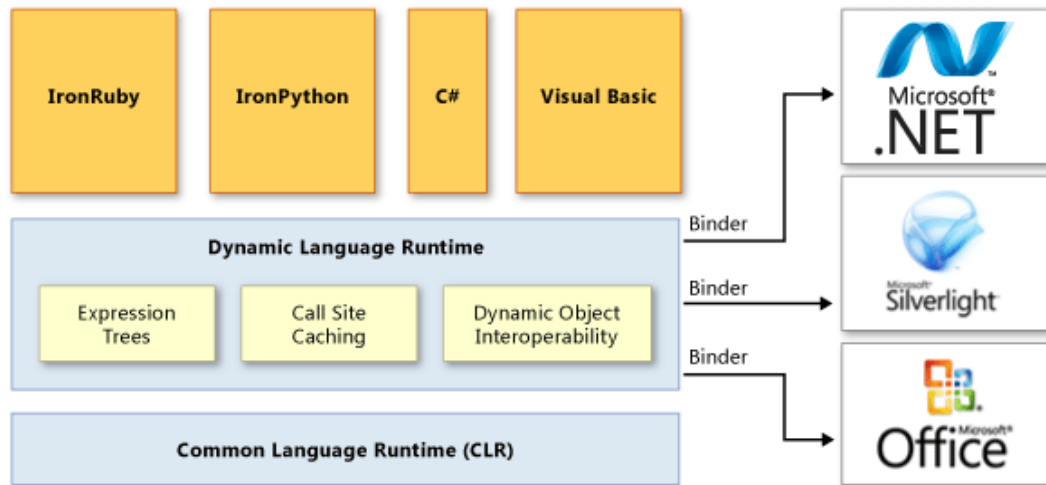 IronRuby
IronPython
C#
Visual Basic
Dynamic Language Runtime
Expression
Trees
Call Site
Caching
Dynamic Object
Interoperability
Common Language Runtime (CLR)
Binder
Binder
Binder
Microsoft®
.NET
Microsoft®
Silverlight
Microsoft®
Office